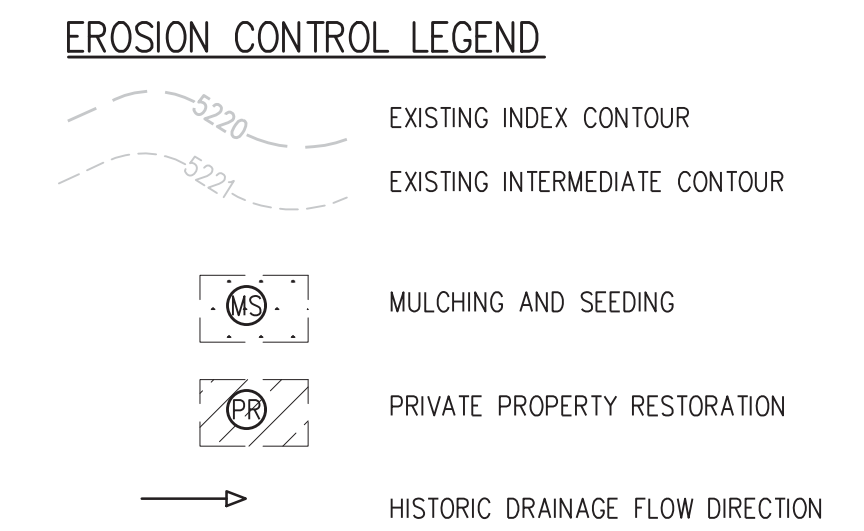 EROSION CONTROL LEGEND
5220 EXISTING INDEX CONTOUR
5221 EXISTING INTERMEDIATE CONTOUR
MS MULCHING AND SEEDING
PR PRIVATE PROPERTY RESTORATION
HISTORIC DRAINAGE FLOW DIRECTION